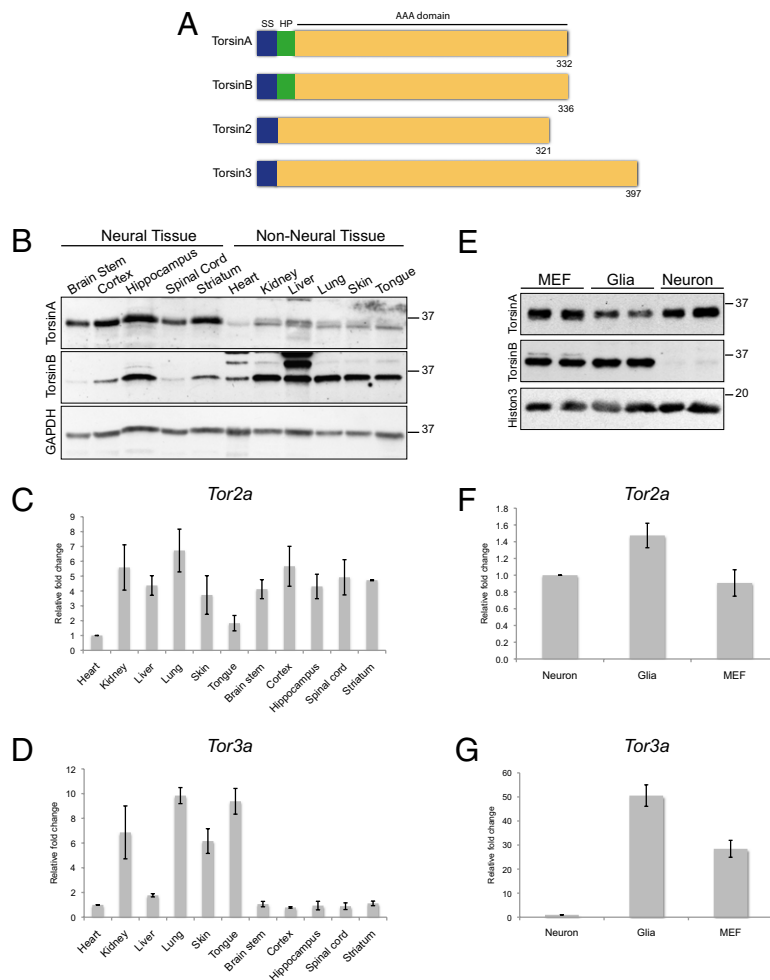 A
SS HP AAA domain
TorsinA
332
TorsinB
336
Torsin2
321
Torsin3
397
B
Neural Tissue Non-Neural Tissue
Brain Stem Cortex Hippocampus Spinal Cord Striatum Heart Kidney Liver Lung Skin Tongue
TorsinA 37
TorsinB 37
GAPDH 37
E
MEF Glia Neuron
TorsinA 37
TorsinB 37
Histon3 20
C
Tor2a
Relative fold change
9
8
7
6
5
4
3
2
1
0
Heart Kidney Liver Lung Skin Tongue Brain stem Cortex Hippocampus Spinal cord Striatum
F
Tor2a
Relative fold change
1.8
1.6
1.4
1.2
1.0
0.8
0.6
0.4
0.2
0.0
Neuron Glia MEF
D
Tor3a
Relative fold change
12
10
8
6
4
2
0
Heart Kidney Liver Lung Skin Tongue Brain stem Cortex Hippocampus Spinal cord Striatum
G
Tor3a
Relative fold change
60
50
40
30
20
10
0
Neuron Glia MEF